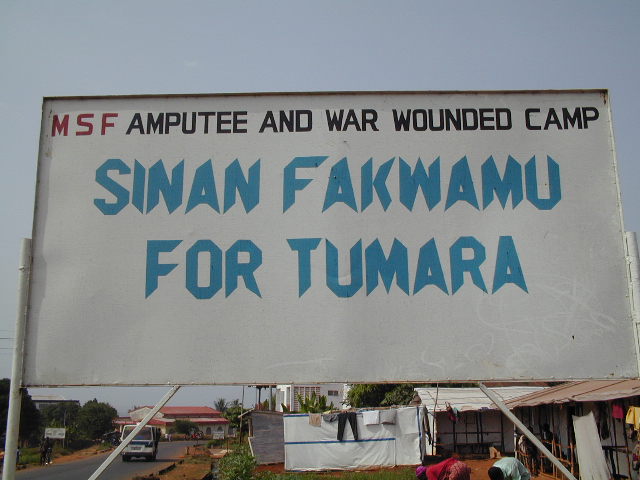 MSF AMPUTEE AND WAR WOUNDED CAMP
SINAN FAKWAMU
FOR TUMARA